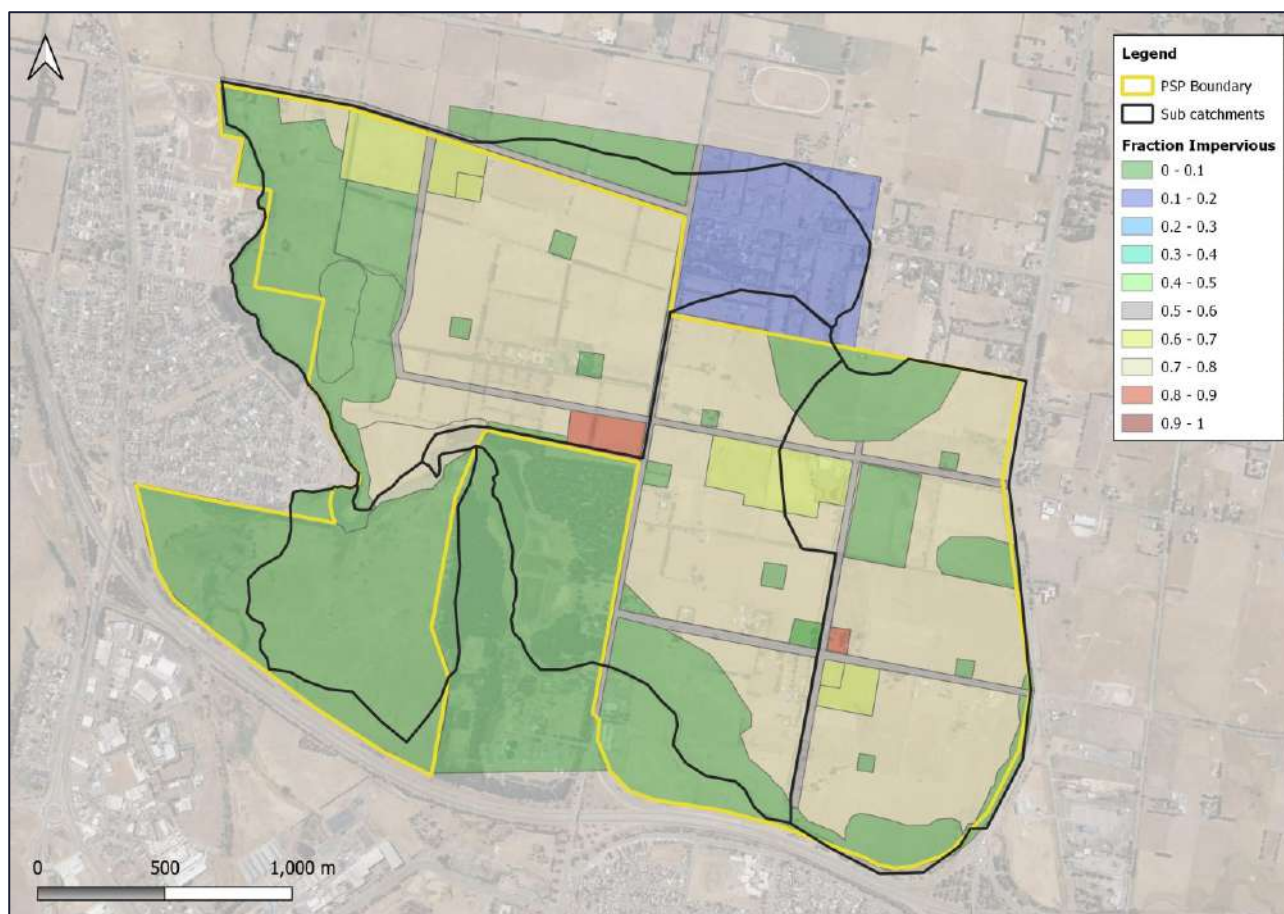 Legend
PSP Boundary
Sub catchments
Fraction Impervious
0 - 0.1
0.1 - 0.2
0.2 - 0.3
0.3 - 0.4
0.4 - 0.5
0.5 - 0.6
0.6 - 0.7
0.7 - 0.8
0.8 - 0.9
0.9 - 1
0 500 1,000 m